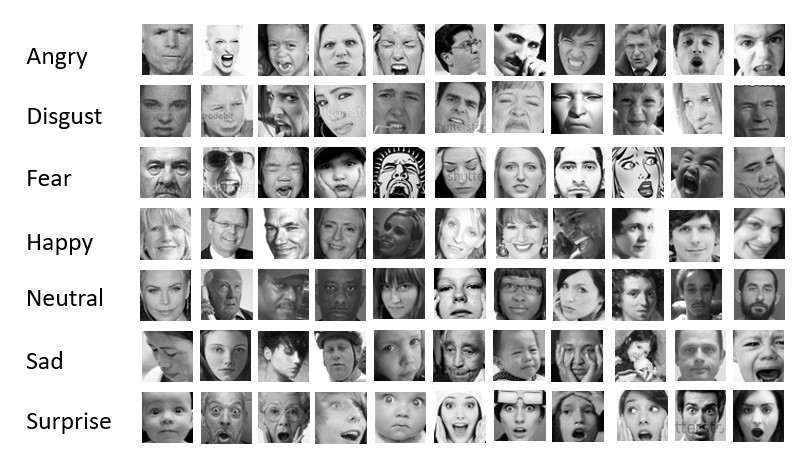 Angry
Disgust
Fear
Happy
Neutral
Sad
Surprise